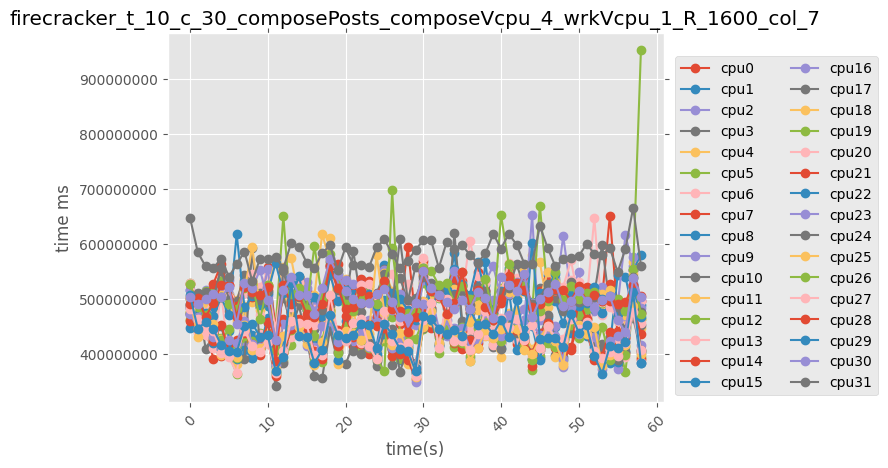 firecracker_t_10_c_30_composePosts_composeVcpu_4_wrkVcpu_1_R_1600_col_7
900000000
800000000
700000000
600000000
500000000
400000000
time ms
0
10
20
30
40
50
60
time(s)
cpu0
cpu1
cpu2
cpu3
cpu4
cpu5
cpu6
cpu7
cpu8
cpu9
cpu10
cpu11
cpu12
cpu13
cpu14
cpu15
cpu16
cpu17
cpu18
cpu19
cpu20
cpu21
cpu22
cpu23
cpu24
cpu25
cpu26
cpu27
cpu28
cpu29
cpu30
cpu31